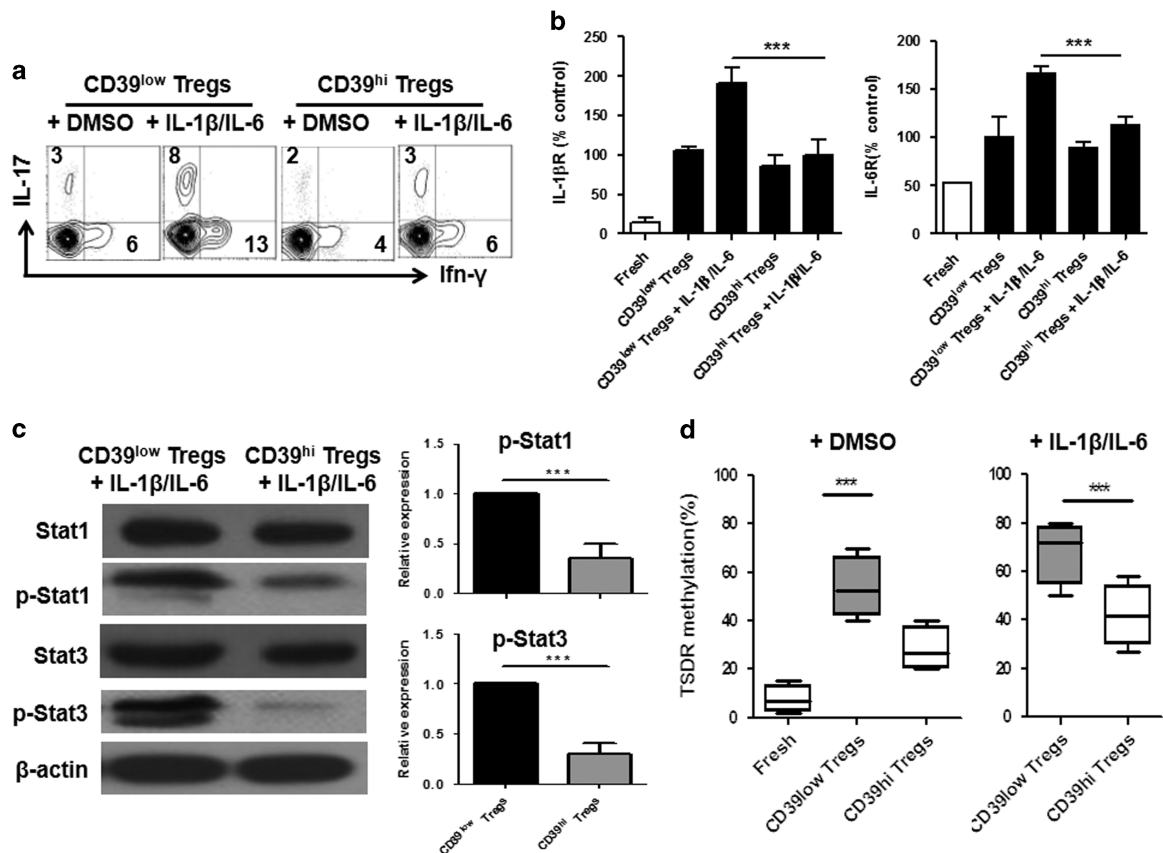 a
CD39low Tregs CD39hi Tregs
+ DMSO + IL-1β/IL-6 + DMSO + IL-1β/IL-6
3 8 2 3
6 13 4 6
IL-17
Ifn-γ
b
IL-1βR (% control)
250
200
150
100
50
0
***
Fresh
CD39low Tregs
CD39low Tregs + IL-1β/IL-6
CD39hi Tregs
CD39hi Tregs + IL-1β/IL-6
IL-6R(% control)
200
150
100
50
0
***
Fresh
CD39low Tregs
CD39low Tregs + IL-1β/IL-6
CD39hi Tregs
CD39hi Tregs + IL-1β/IL-6
c
CD39low Tregs CD39hi Tregs
+ IL-1β/IL-6 + IL-1β/IL-6
Stat1
p-Stat1
Stat3
p-Stat3
β-actin
p-Stat1
Relative expression
1.5
1.0
0.5
0.0
***
p-Stat3
Relative expression
1.5
1.0
0.5
0.0
***
CD39low Tregs
CD39hi Tregs
d
+ DMSO
TSDR methylation(%)
100
80
60
40
20
0
***
Fresh
CD39low Tregs
CD39hi Tregs
+ IL-1β/IL-6
100
80
60
40
20
0
***
CD39low Tregs
CD39hi Tregs